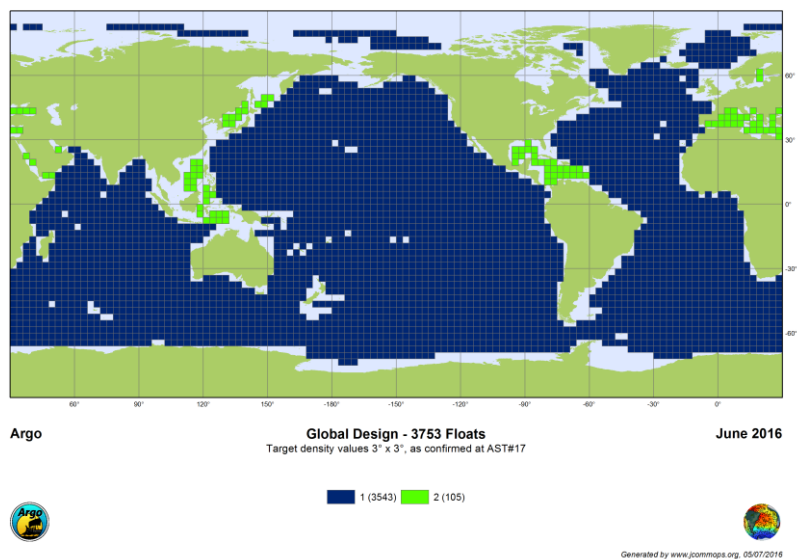 60°
30°
0°
-30°
-60°
60° 90° 120° 150° -180° -150° -120° -90° -60° -30° 0°
Argo Global Design - 3753 Floats June 2016
Target density values 3° x 3°, as confirmed at AST#17
1 (3543) 2 (105)
Argo
Generated by www.jcommops.org, 05/07/2016